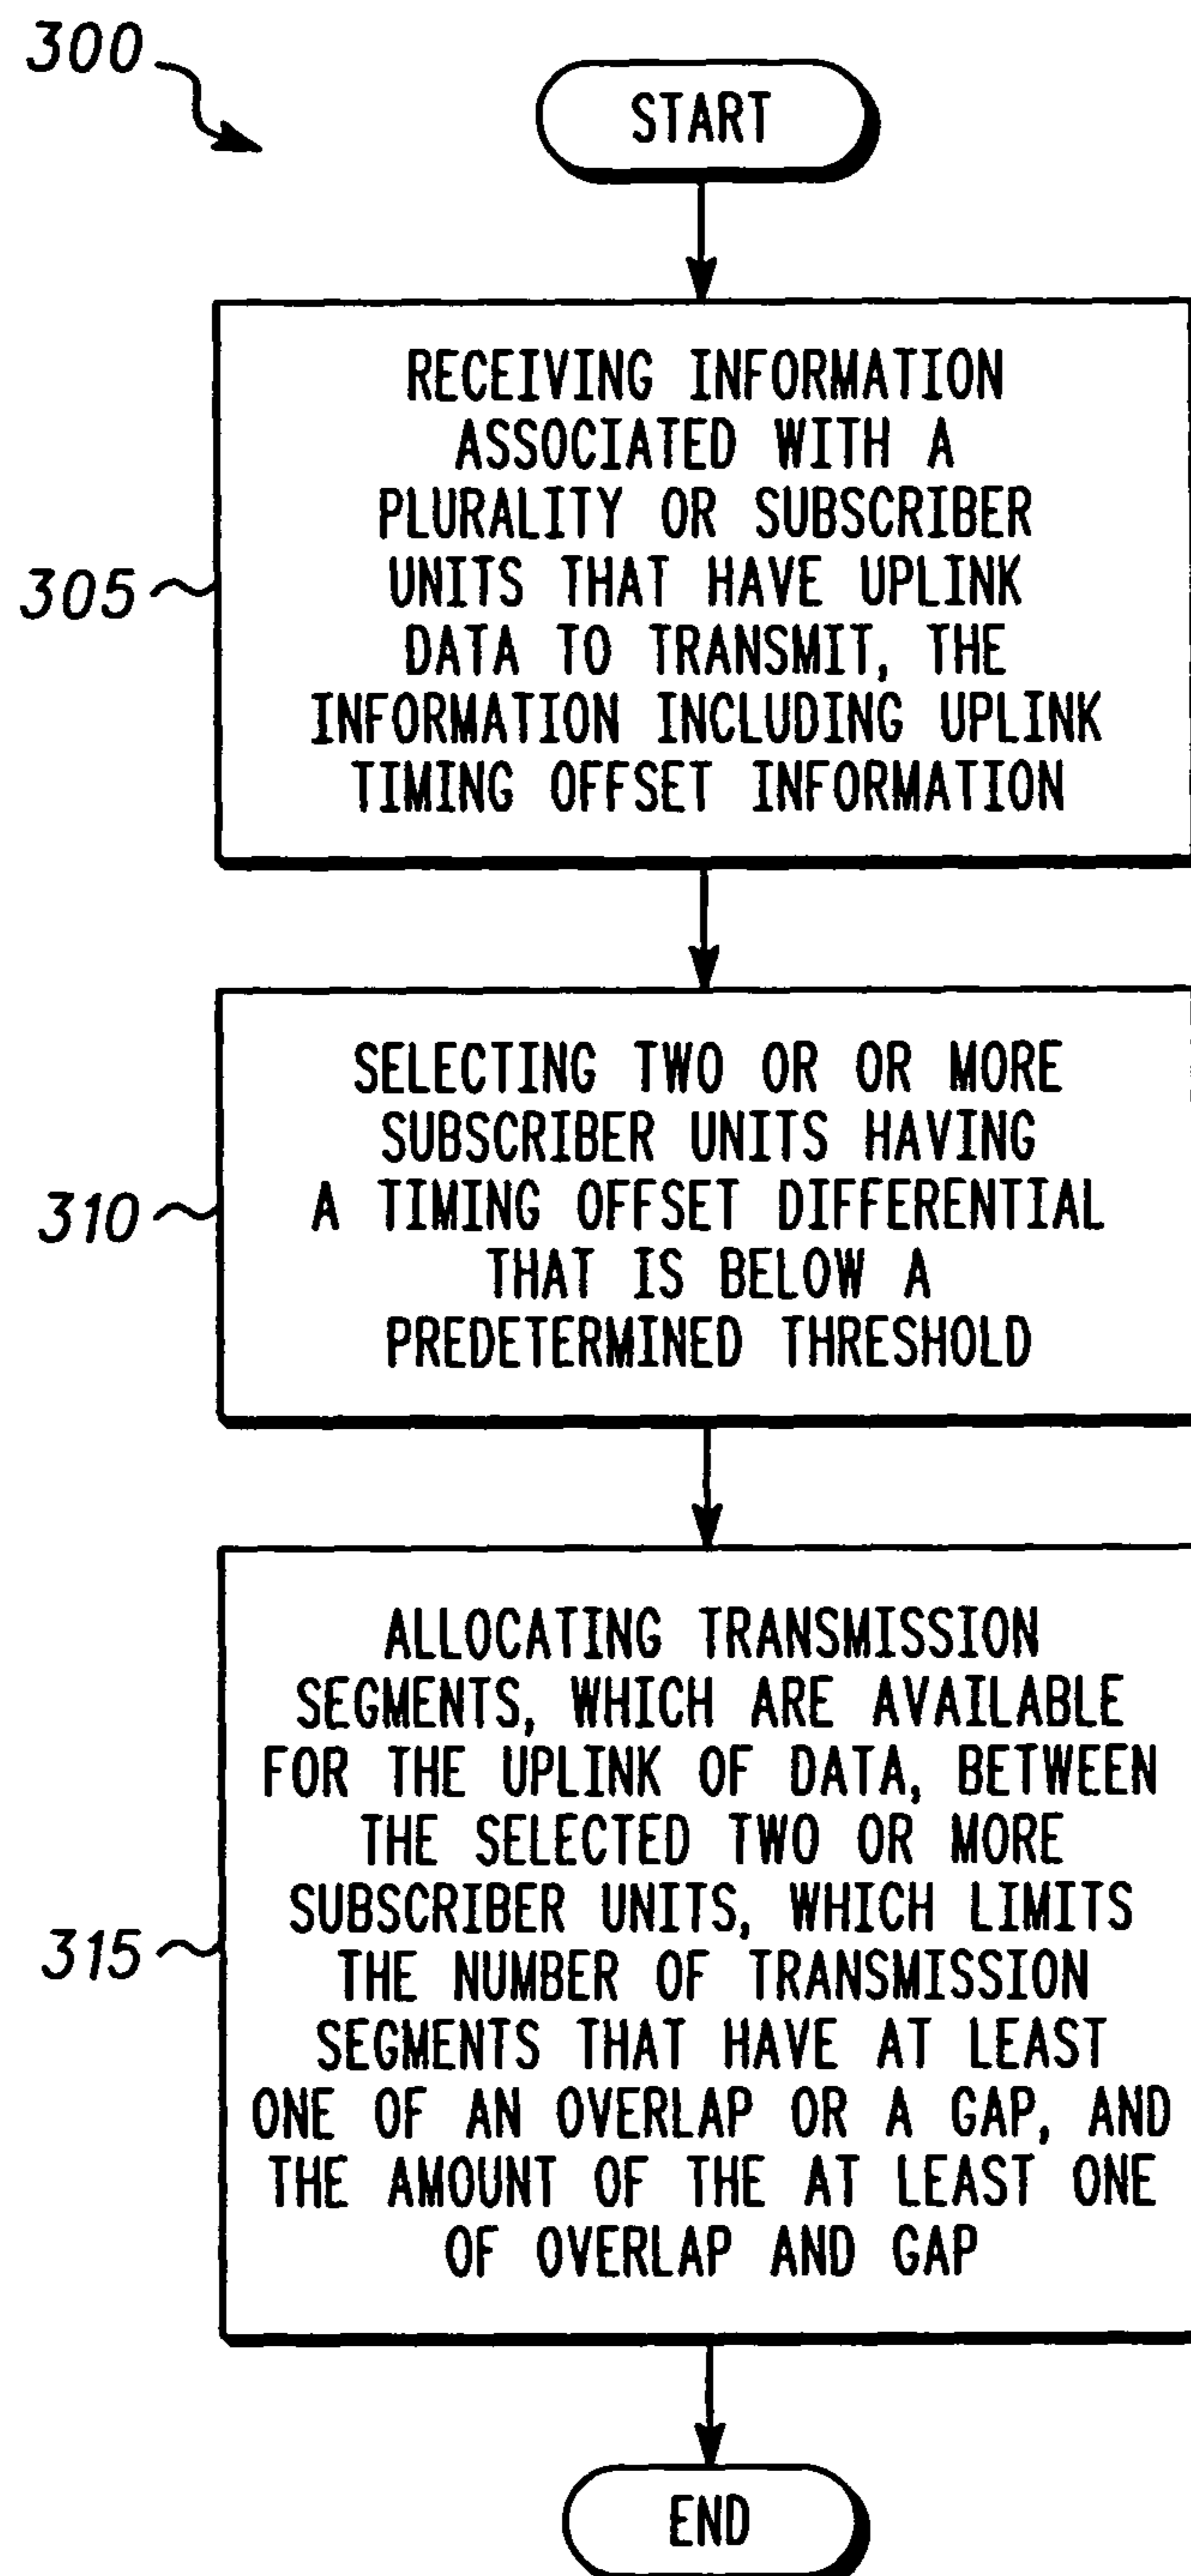 300
START
305
RECEIVING INFORMATION
ASSOCIATED WITH A
PLURALITY OR SUBSCRIBER
UNITS THAT HAVE UPLINK
DATA TO TRANSMIT, THE
INFORMATION INCLUDING UPLINK
TIMING OFFSET INFORMATION
310
SELECTING TWO OR OR MORE
SUBSCRIBER UNITS HAVING
A TIMING OFFSET DIFFERENTIAL
THAT IS BELOW A
PREDETERMINED THRESHOLD
315
ALLOCATING TRANSMISSION
SEGMENTS, WHICH ARE AVAILABLE
FOR THE UPLINK OF DATA, BETWEEN
THE SELECTED TWO OR MORE
SUBSCRIBER UNITS, WHICH LIMITS
THE NUMBER OF TRANSMISSION
SEGMENTS THAT HAVE AT LEAST
ONE OF AN OVERLAP OR A GAP, AND
THE AMOUNT OF THE AT LEAST ONE
OF OVERLAP AND GAP
END